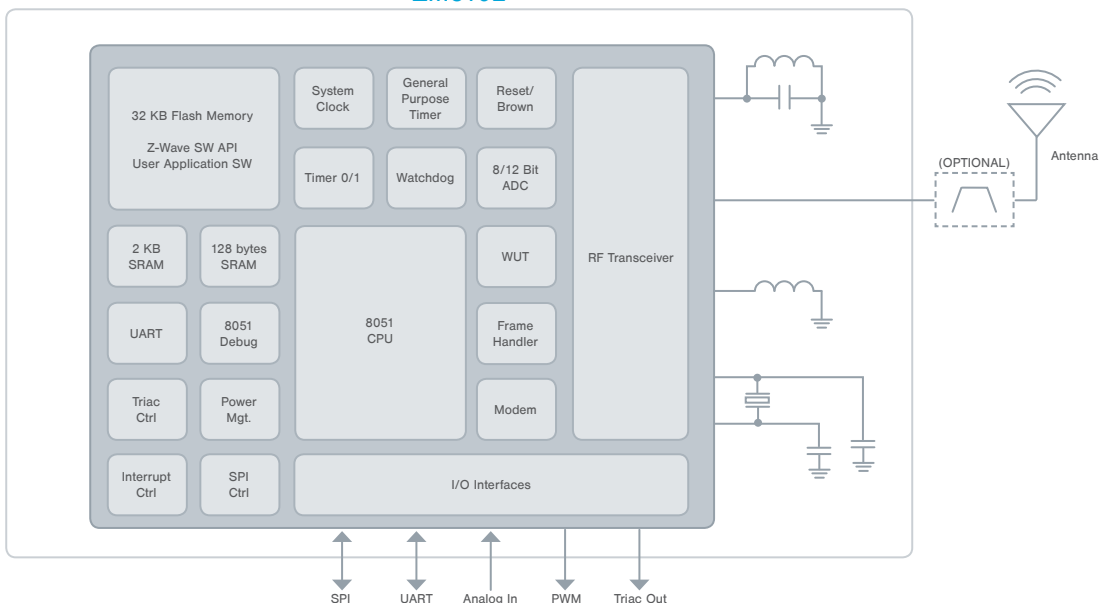 32 KB Flash Memory
Z-Wave SW API
User Application SW
System
Clock
General
Purpose
Timer
Reset/
Brown
Timer 0/1
Watchdog
8/12 Bit
ADC
2 KB
SRAM
128 bytes
SRAM
WUT
RF Transceiver
UART
8051
Debug
8051
CPU
Frame
Handler
Triac
Ctrl
Power
Mgt.
Modem
Interrupt
Ctrl
SPI
Ctrl
I/O Interfaces
(OPTIONAL)
Antenna
SPI
UART
Analog In
PWM
Triac Out